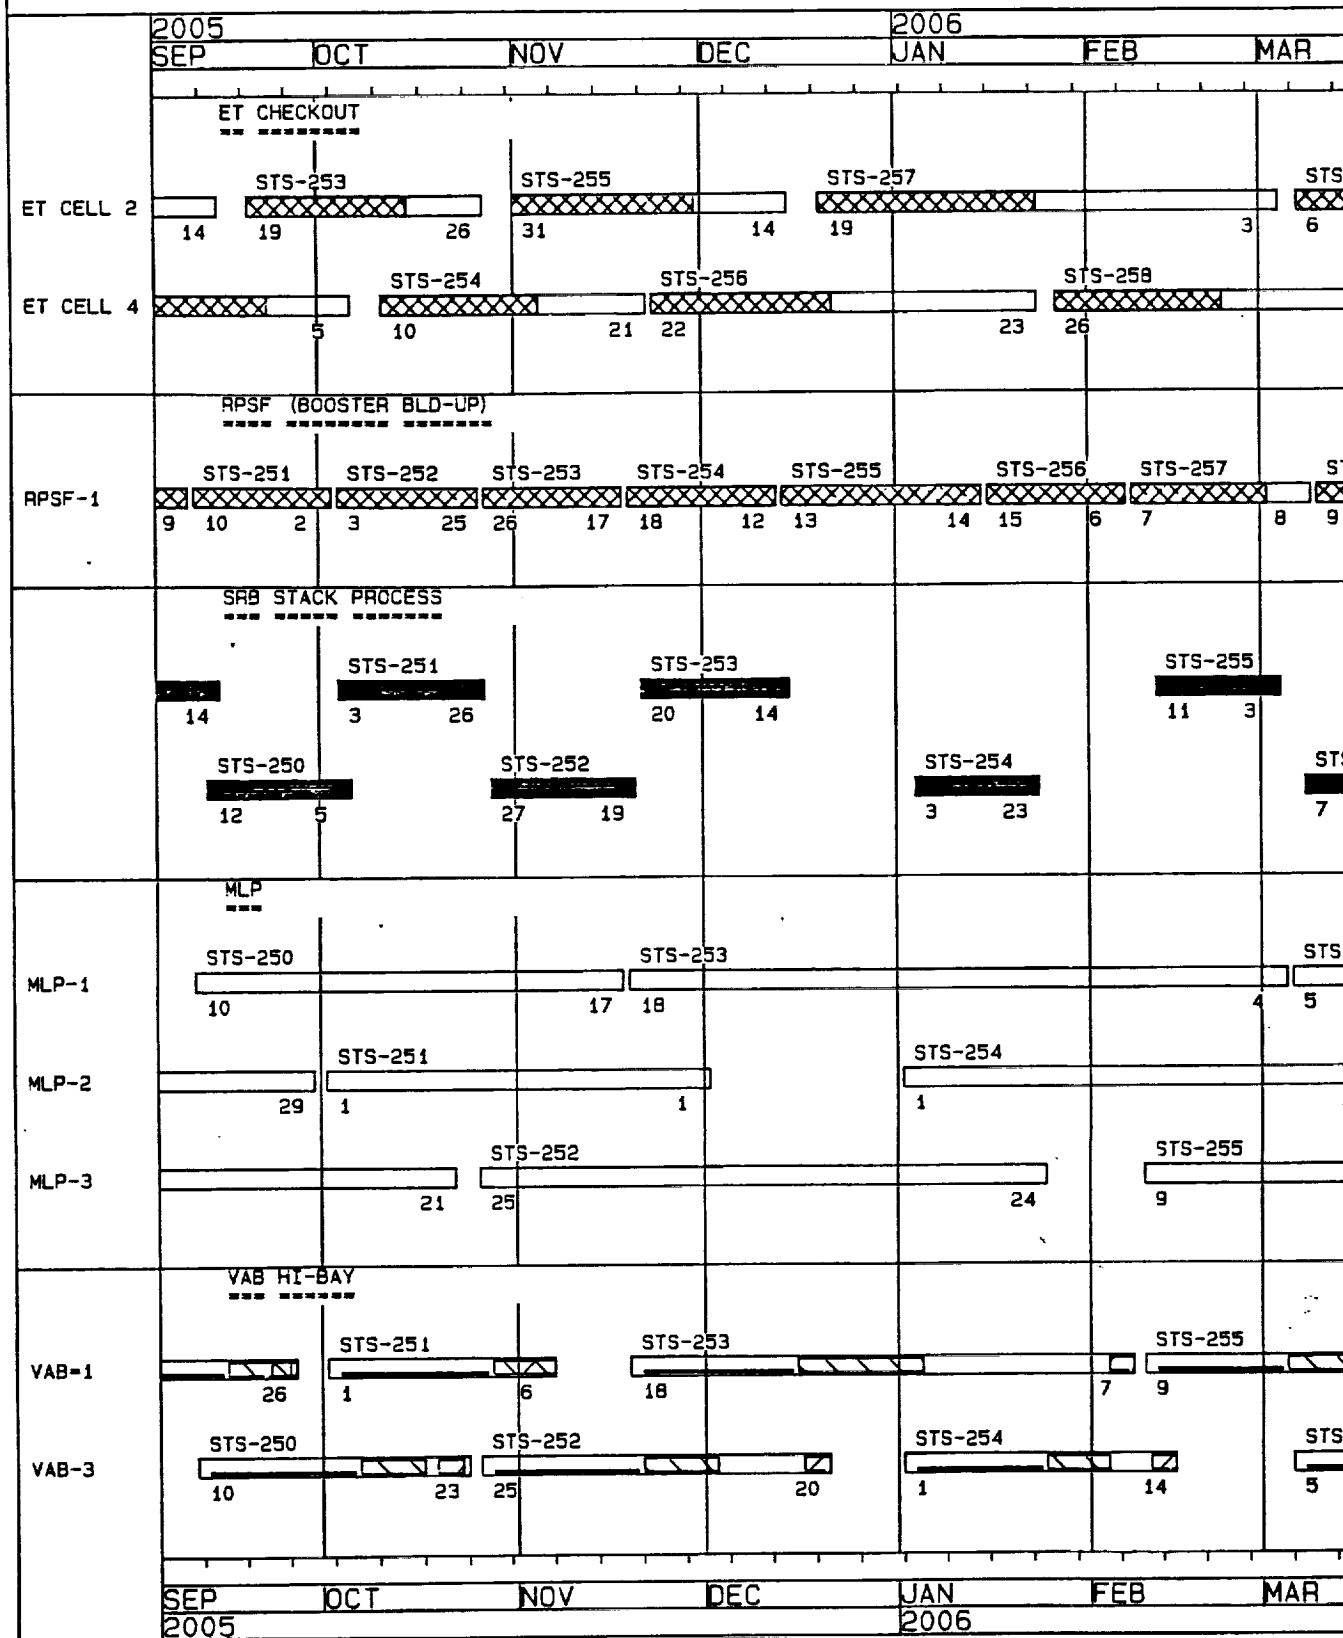 2005 2006
SEP OCT NOV DEC JAN FEB MAR
ET CHECKOUT
STS-253 STS-255 STS-257 STS
ET CELL 2
14 19 26 31 14 19 3 6
STS-254 STS-256 STS-258
ET CELL 4
5 10 21 22 23 26
RPSF (BOOSTER BLD-UP)
STS-251 STS-252 STS-253 STS-254 STS-255 STS-256 STS-257 ST
RPSF-1
9 10 2 3 25 26 17 18 12 13 14 15 6 7 8 9
SRB STACK PROCESS
STS-251 STS-253 STS-255
14 3 26 20 14 11 3
STS-250 STS-252 STS-254 STS
12 5 27 19 3 23 7
MLP
STS-250 STS-253 STS
MLP-1
10 17 18 4 5
STS-251 STS-254
MLP-2
29 1 1 1
STS-252 STS-255
MLP-3
21 25 24 9
VAB HI-BAY
STS-251 STS-253 STS-255
VAB=1
26 1 6 18 7 9
STS-250 STS-252 STS-254 STS
VAB-3
10 23 25 20 1 14 5
SEP OCT NOV DEC JAN FEB MAR
2005 2006